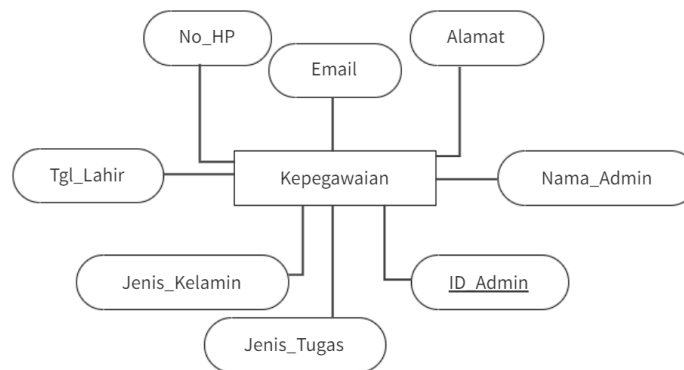 No_HP
Alamat
Email
Tgl_Lahir
Kepegawaian
Nama_Admin
Jenis_Kelamin
ID_Admin
Jenis_Tugas